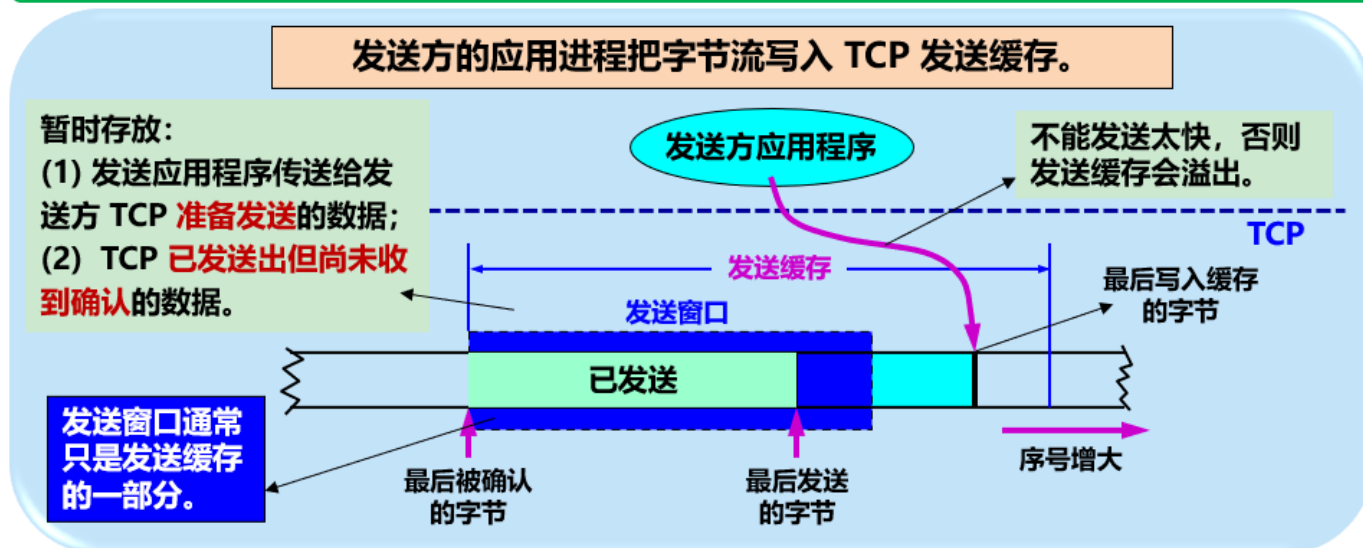 发送方的应用进程把字节流写入 TCP 发送缓存。
暂时存放：
(1) 发送应用程序传送给发
送方 TCP 准备发送的数据；
(2) TCP 已发送出但尚未收
到确认的数据。
发送方应用程序
不能发送太快，否则
发送缓存会溢出。
TCP
发送缓存
最后写入缓存
的字节
发送窗口
已发送
发送窗口通常
只是发送缓存
的一部分。
最后被确认
的字节
最后发送
的字节
序号增大